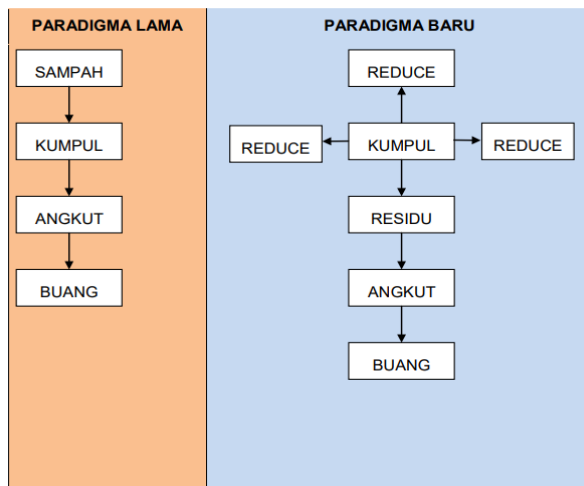 PARADIGMA LAMA
SAMPAH
KUMPUL
ANGKUT
BUANG
PARADIGMA BARU
REDUCE
REDUCE
KUMPUL
REDUCE
RESIDU
ANGKUT
BUANG